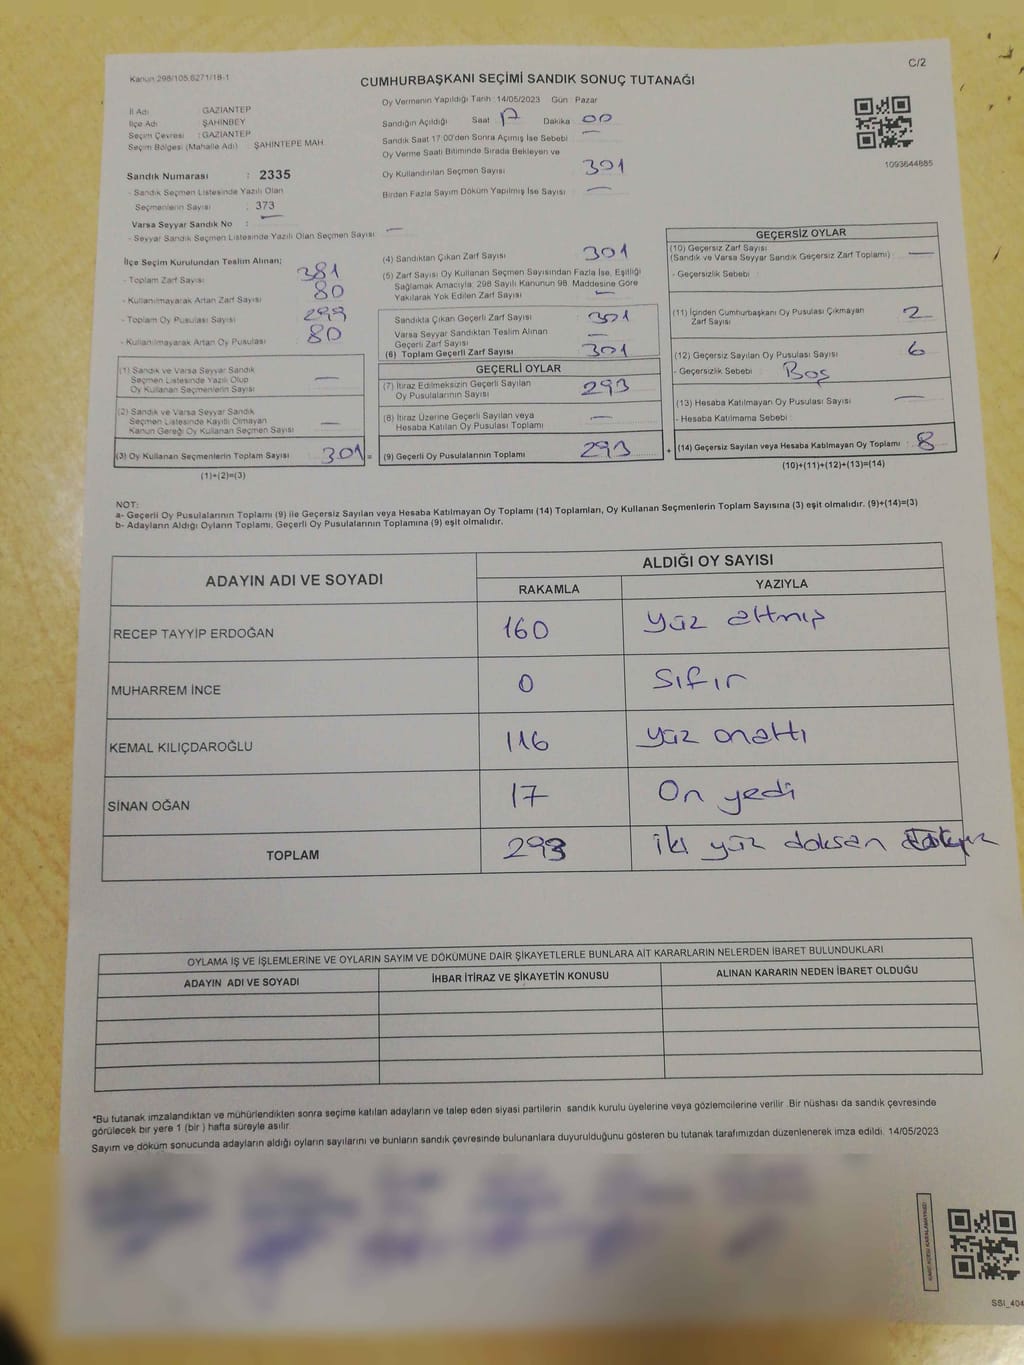 C/2
Kanun 298/105,6271/18-1
CUMHURBAŞKANI SEÇİMİ SANDIK SONUÇ TUTANAĞI
İl Adı : GAZİANTEP
İlçe Adı : ŞAHİNBEY
Seçim Çevresi : GAZİANTEP
Seçim Bölgesi (Mahalle Adı) : ŞAHİNTEPE MAH.
Sandık Numarası : 2335
- Sandık Seçmen Listesinde Yazılı Olan
Seçmenlerin Sayısı : 373
Varsa Seyyar Sandık No : —
- Seyyar Sandık Seçmen Listesinde Yazılı Olan Seçmen Sayısı : —
Oy Vermenin Yapıldığı Tarih :14/05/2023 Gün : Pazar
Sandığın Açıldığı Saat 17 Dakika 00
Sandık Saat 17:00'den Sonra Açılmış İse Sebebi : —
Oy Verme Saati Bitiminde Sırada Bekleyen ve
Oy Kullandırılan Seçmen Sayısı : 301
Birden Fazla Sayım Döküm Yapılmış İse Sayısı : —
1093644885
İlçe Seçim Kurulundan Teslim Alınan;
- Toplam Zarf Sayısı : 381
- Kullanılmayarak Artan Zarf Sayısı : 80
- Toplam Oy Pusulası Sayısı : 299
- Kullanılmayarak Artan Oy Pusulası : 80
(1) Sandık ve Varsa Seyyar Sandık
Seçmen Listesinde Yazılı Olup
Oy Kullanan Seçmenlerin Sayısı : —
(2) Sandık ve Varsa Seyyar Sandık
Seçmen Listesinde Kayıtlı Olmayan
Kanun Gereği Oy Kullanan Seçmen Sayısı : —
(3) Oy Kullanan Seçmenlerin Toplam Sayısı : 301 =
(1)+(2)=(3)
(4) Sandıktan Çıkan Zarf Sayısı : 301
(5) Zarf Sayısı Oy Kullanan Seçmen Sayısından Fazla İse, Eşitliği
Sağlamak Amacıyla; 298 Sayılı Kanunun 98. Maddesine Göre
Yakılarak Yok Edilen Zarf Sayısı : —
Sandıkta Çıkan Geçerli Zarf Sayısı : 301
Varsa Seyyar Sandıktan Teslim Alınan
Geçerli Zarf Sayısı : —
(6) Toplam Geçerli Zarf Sayısı : 301
GEÇERLİ OYLAR
(7) İtiraz Edilmeksizin Geçerli Sayılan
Oy Pusulalarının Sayısı : 293
(8) İtiraz Üzerine Geçerli Sayılan veya
Hesaba Katılan Oy Pusulası Toplamı : —
(9) Geçerli Oy Pusulalarının Toplamı : 293 +
GEÇERSİZ OYLAR
(10) Geçersiz Zarf Sayısı
(Sandık ve Varsa Seyyar Sandık Geçersiz Zarf Toplamı) : —
- Geçersizlik Sebebi :
(11) İçinden Cumhurbaşkanı Oy Pusulası Çıkmayan
Zarf Sayısı : 2
(12) Geçersiz Sayılan Oy Pusulası Sayısı : 6
- Geçersizlik Sebebi : Boş
(13) Hesaba Katılmayan Oy Pusulası Sayısı : —
- Hesaba Katılmama Sebebi :
(14) Geçersiz Sayılan veya Hesaba Katılmayan Oy Toplamı : 8
(10)+(11)+(12)+(13)=(14)
NOT:
a- Geçerli Oy Pusulalarının Toplamı (9) ile Geçersiz Sayılan veya Hesaba Katılmayan Oy Toplamı (14) Toplamları, Oy Kullanan Seçmenlerin Toplam Sayısına (3) eşit olmalıdır. (9)+(14)=(3)
b- Adayların Aldığı Oyların Toplamı, Geçerli Oy Pusulalarının Toplamına (9) eşit olmalıdır.
ADAYIN ADI VE SOYADI
ALDIĞI OY SAYISI
RAKAMLA YAZIYLA
RECEP TAYYİP ERDOĞAN 160 Yüz altmış
MUHARREM İNCE 0 Sıfır
KEMAL KILIÇDAROĞLU 116 yüz onaltı
SİNAN OĞAN 17 On yedi
TOPLAM 293 iki yüz doksan
OYLAMA İŞ VE İŞLEMLERİNE VE OYLARIN SAYIM VE DÖKÜMÜNE DAİR ŞİKAYETLERLE BUNLARA AİT KARARLARIN NELERDEN İBARET BULUNDUKLARI
ADAYIN ADI VE SOYADI İHBAR İTİRAZ VE ŞİKAYETİN KONUSU ALINAN KARARIN NEDEN İBARET OLDUĞU
*Bu tutanak imzalandıktan ve mühürlendikten sonra seçime katılan adayların ve talep eden siyasi partilerin sandık kurulu üyelerine veya gözlemcilerine verilir. Bir nüshası da sandık çevresinde
görülecek bir yere 1 (bir) hafta süreyle asılır.
Sayım ve döküm sonucunda adayların aldığı oyların sayılarını ve bunların sandık çevresinde bulunanlara duyurulduğunu gösteren bu tutanak tarafımızdan düzenlenerek imza edildi. 14/05/2023
SSI_404